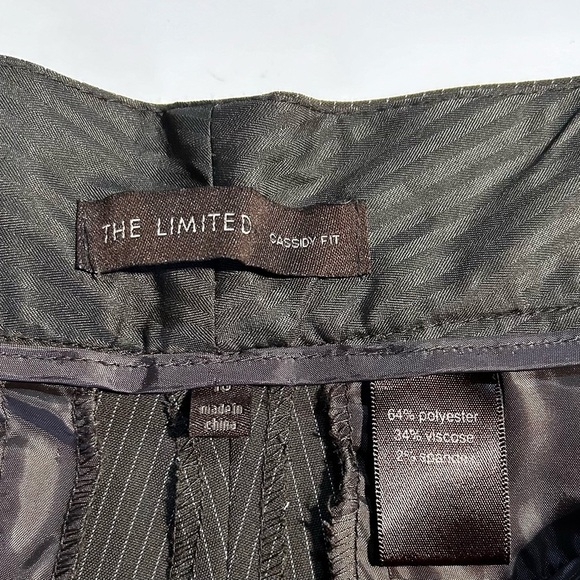 THE LIMITED
CASSIDY FIT
made in
china
64% polyester
34% viscose
2% spandex